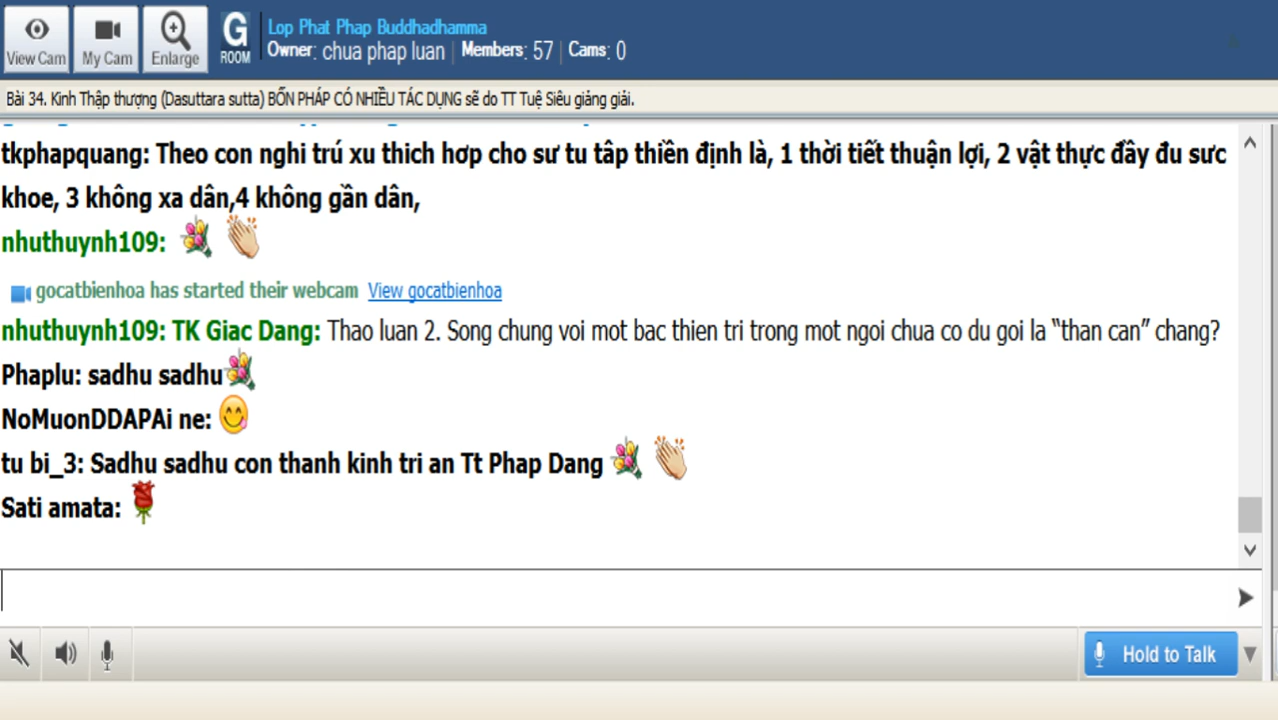 View Cam
My Cam
Enlarge
G
ROOM
Lop Phat Phap Buddhadhamma
Owner: chua phap luan | Members: 57 | Cams: 0
Bài 34. Kinh Thập thượng (Dasuttara sutta) BỐN PHÁP CÓ NHIỀU TÁC DỤNG sẽ do TT Tuệ Siêu giảng giải.
tkphapquang: Theo con nghi trú xu thich hơp cho sư tu tâp thiền định là, 1 thời tiết thuận lợi, 2 vật thực đầy đu sưc
khoe, 3 không xa dân,4 không gần dân,
nhuthuynh109:
gocatbienhoa has started their webcam View gocatbienhoa
nhuthuynh109: TK Giac Dang: Thao luan 2. Song chung voi mot bac thien tri trong mot ngoi chua co du goi la “than can” chang?
Phaplu: sadhu sadhu
NoMuonDDAPAi ne:
tu bi_3: Sadhu sadhu con thanh kinh tri an Tt Phap Dang
Sati amata:
Hold to Talk